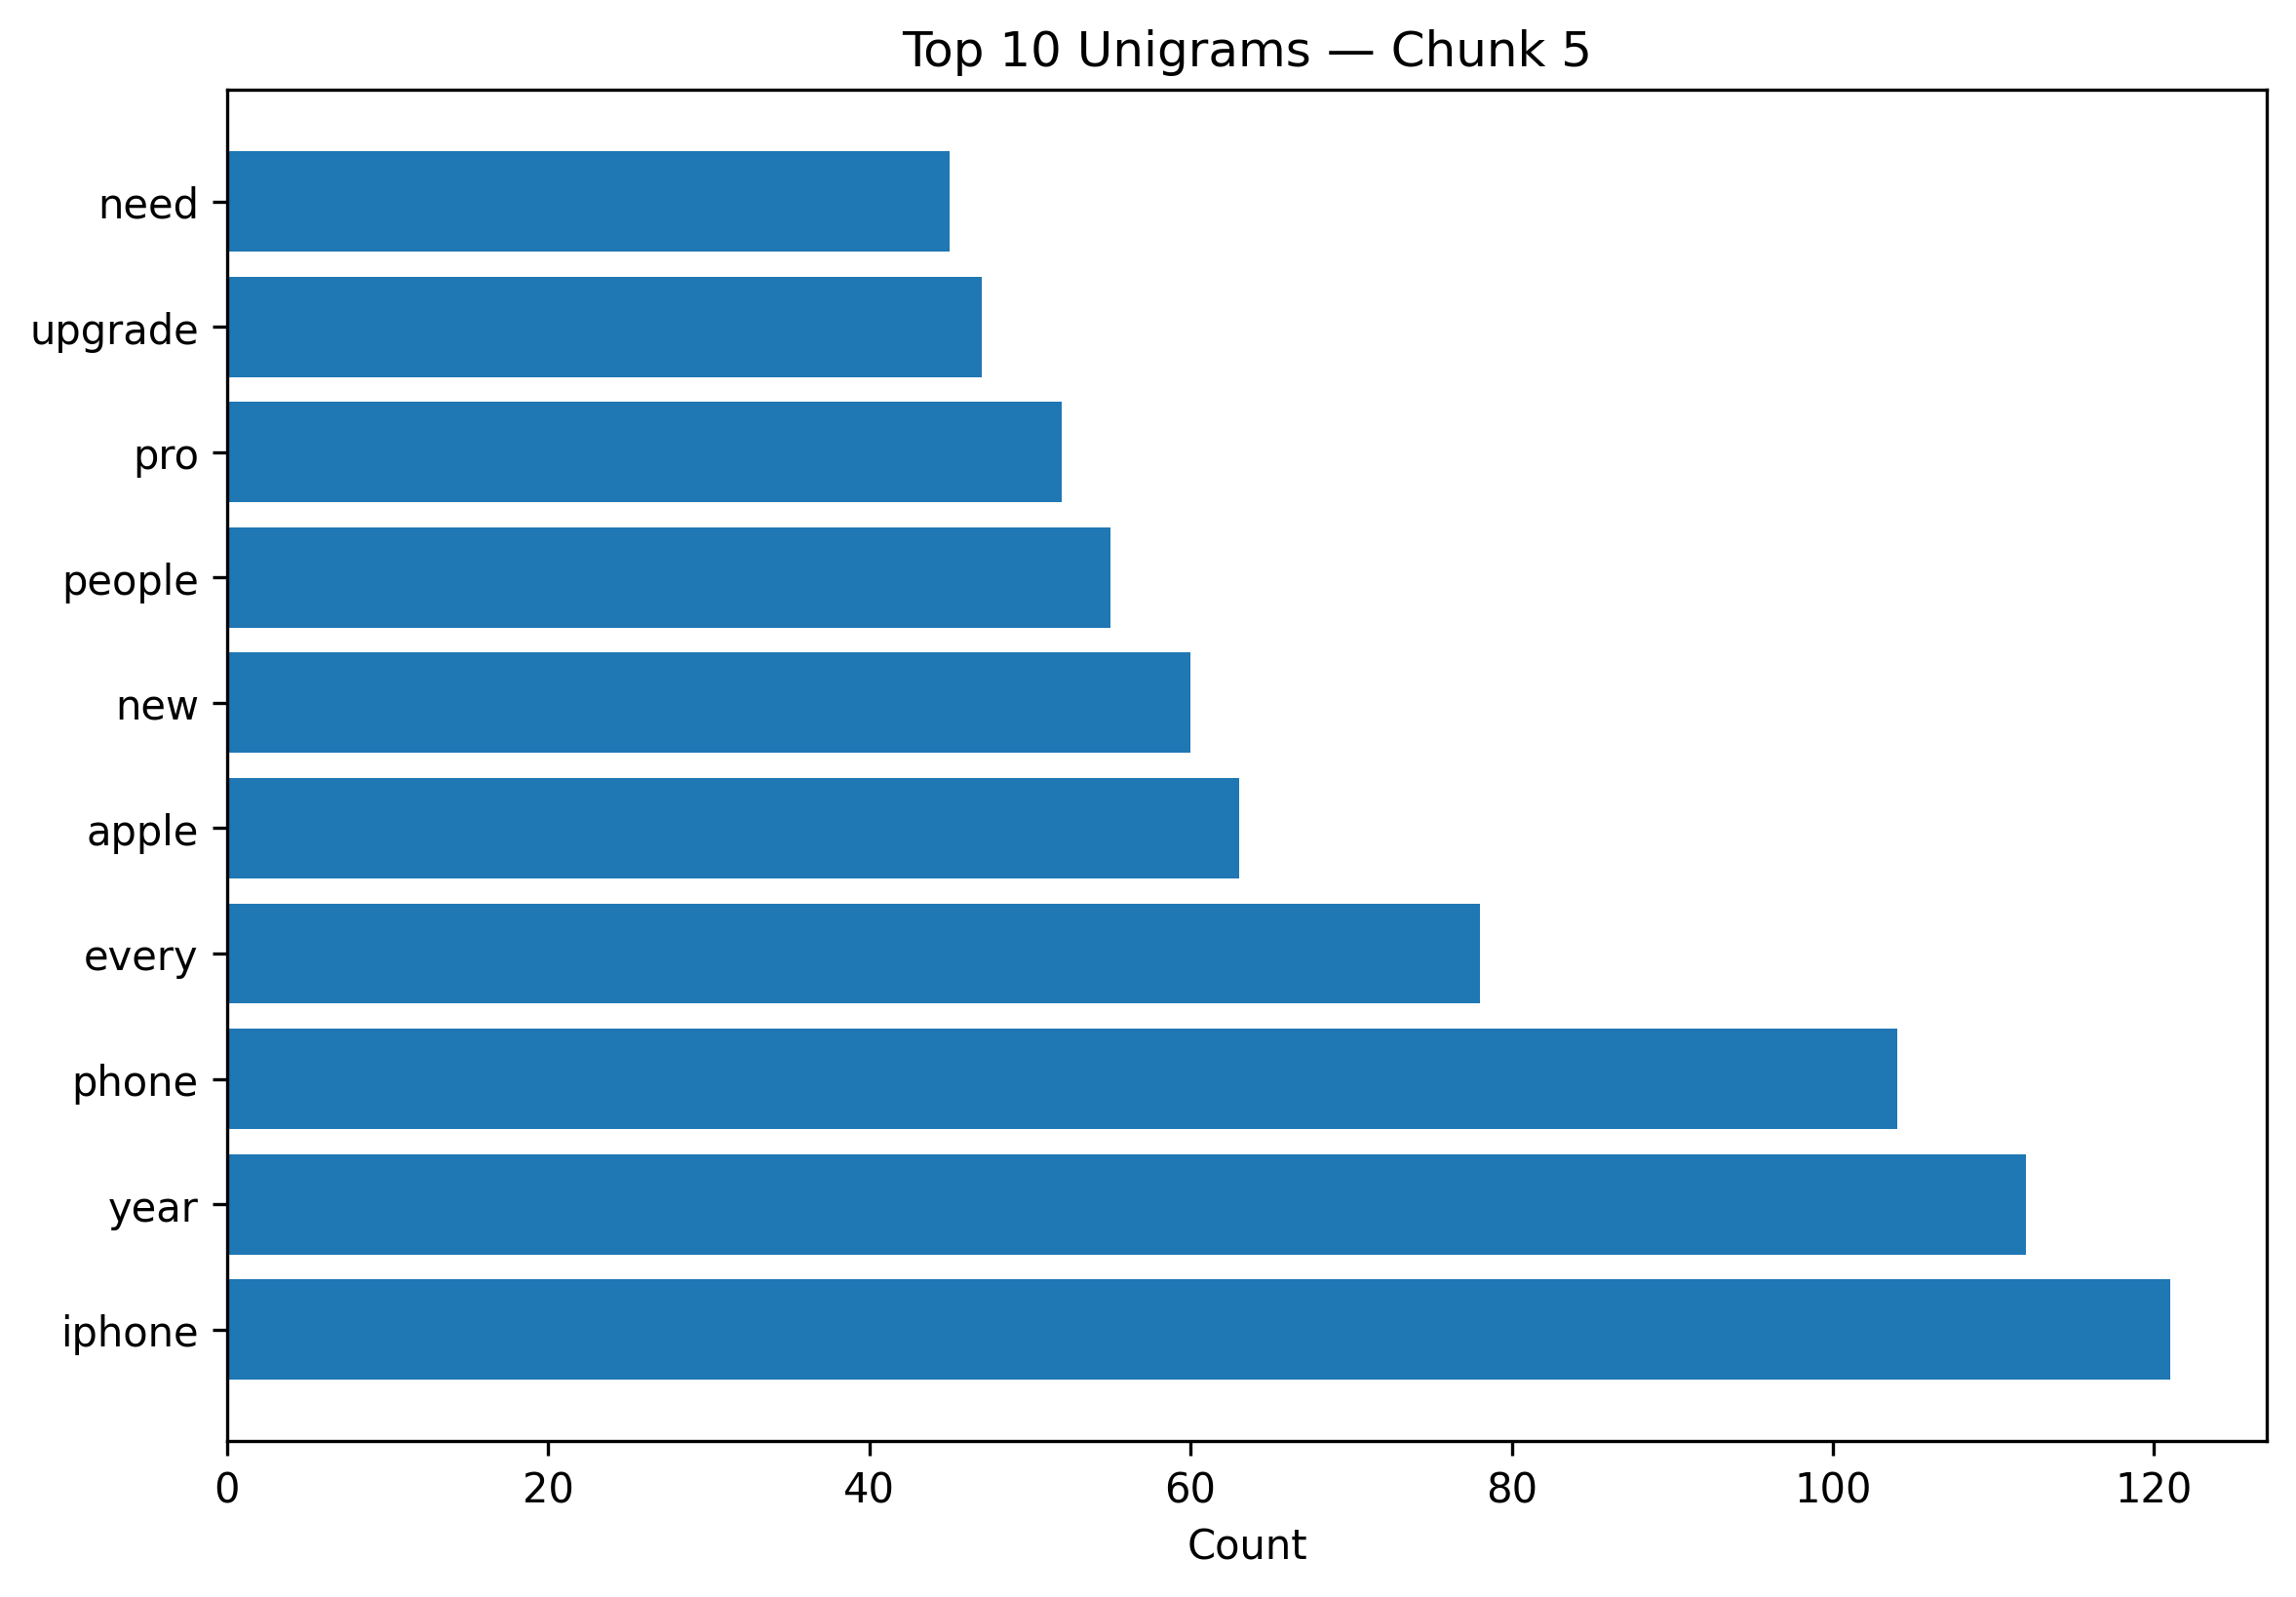 Top 10 Unigrams — Chunk 5
need
upgrade
pro
people
new
apple
every
phone
year
iphone
0 20 40 60 80 100 120
Count